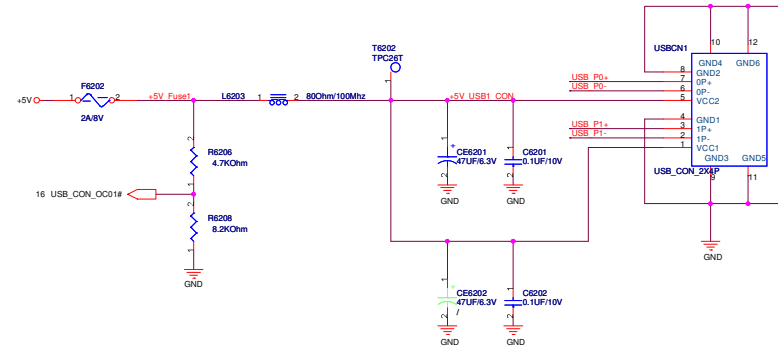 USBCN1
10
12
GND4
GND6
T6202
TPC26T
8
GND2
USB_P0+
7
0P+
USB_P0-
6
0P-
F6202
1
2
+5V
+5V_Fuse1
L6203
1
2
80Ohm/100Mhz
1
+5V_USB1_CON
5
VCC2
2A/8V
4
GND1
USB_P1+
3
1P+
USB_P1-
2
1P-
1
VCC1
2
R6206
4.7KOhm
1
1
+
CE6201
47UF/6.3V
2
GND
1
C6201
0.1UF/10V
2
GND
GND3
GND5
USB_CON_2X4P
9
11
16 USB_CON_OC01#
2
R6208
8.2KOhm
1
GND
GND
1
+
CE6202
47UF/6.3V
/
2
GND
1
C6202
0.1UF/10V
2
GND